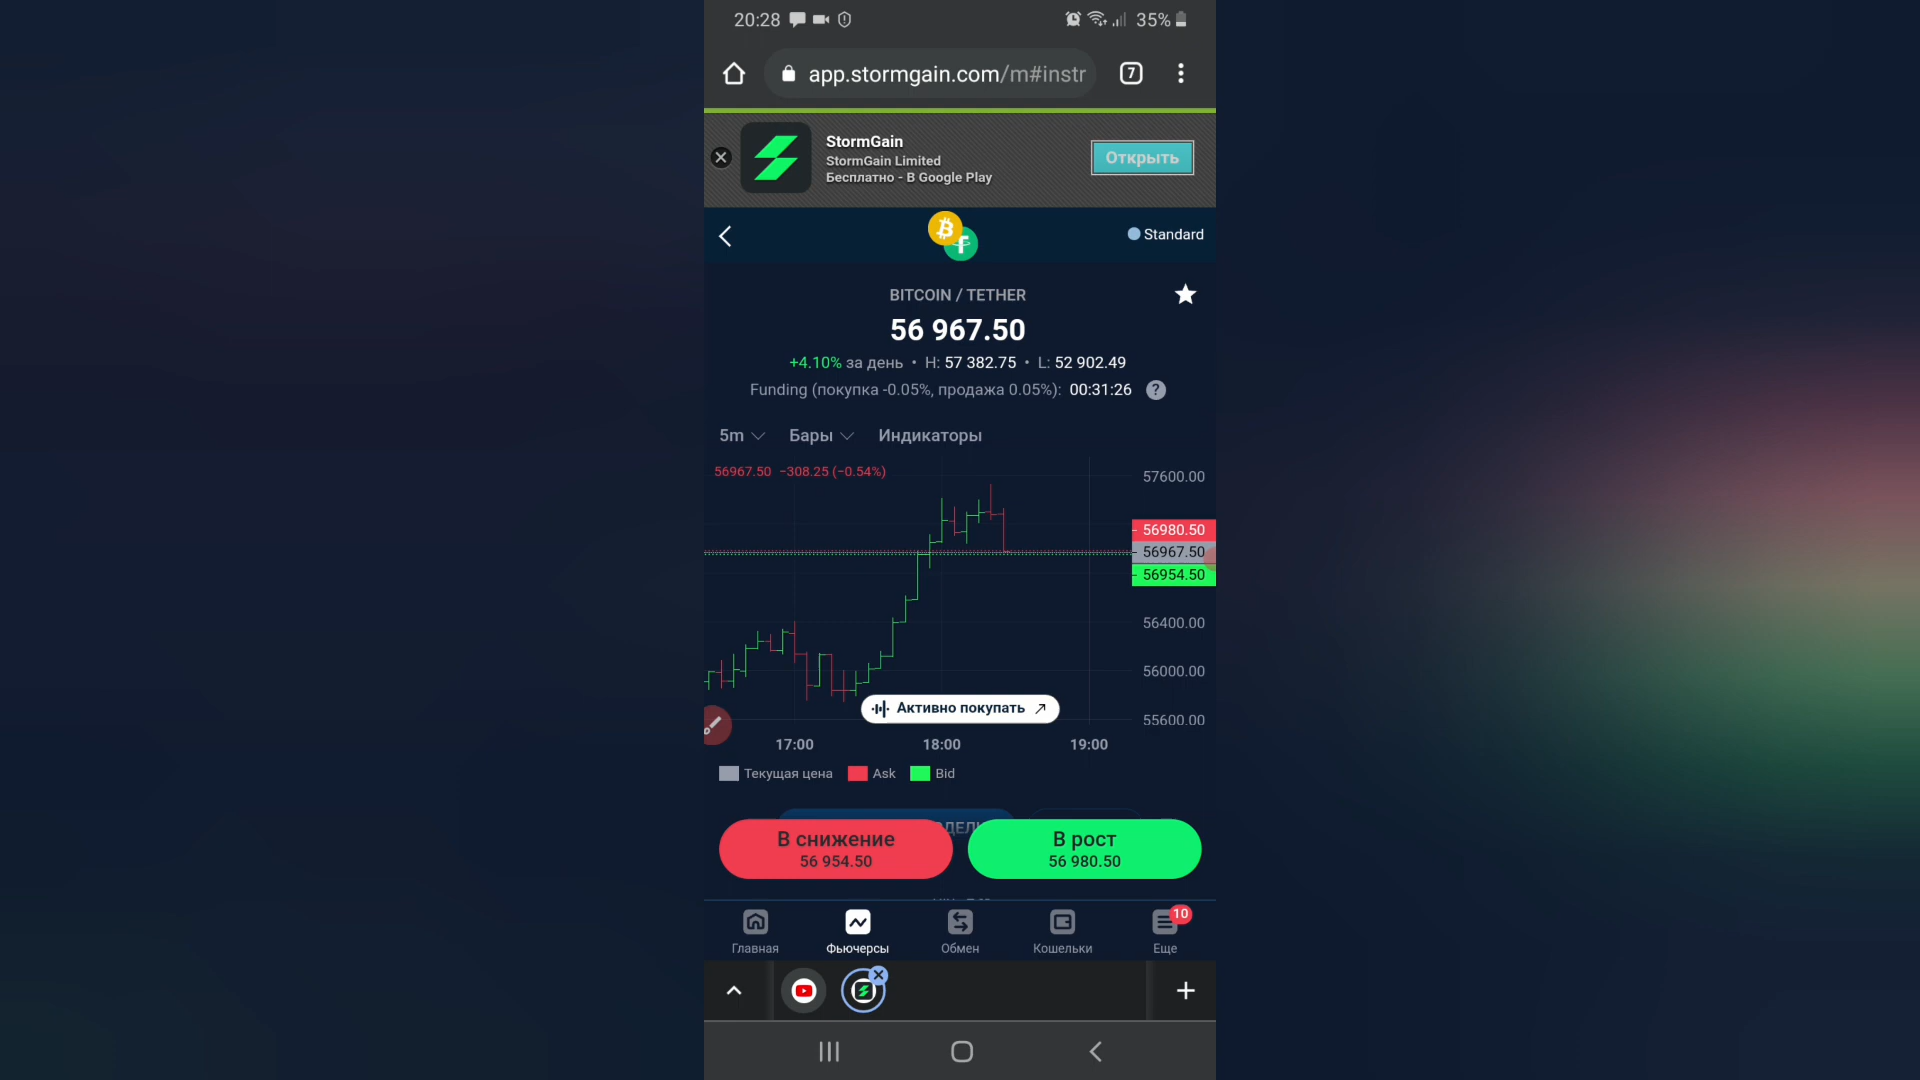 20:28
35%
app.stormgain.com/m#instr
7
StormGain
StormGain Limited
Бесплатно - В Google Play
Открыть
Standard
BITCOIN / TETHER
56 967.50
+4.10% за день • H: 57 382.75 • L: 52 902.49
Funding (покупка -0.05%, продажа 0.05%): 00:31:26 ?
5m Бары Индикаторы
56967.50 −308.25 (−0.54%)
57600.00
56980.50
56967.50
56954.50
56400.00
56000.00
55600.00
Активно покупать
17:00 18:00 19:00
Текущая цена Ask Bid
В снижение
56 954.50
В рост
56 980.50
10
Главная Фьючерсы Обмен Кошельки Еще